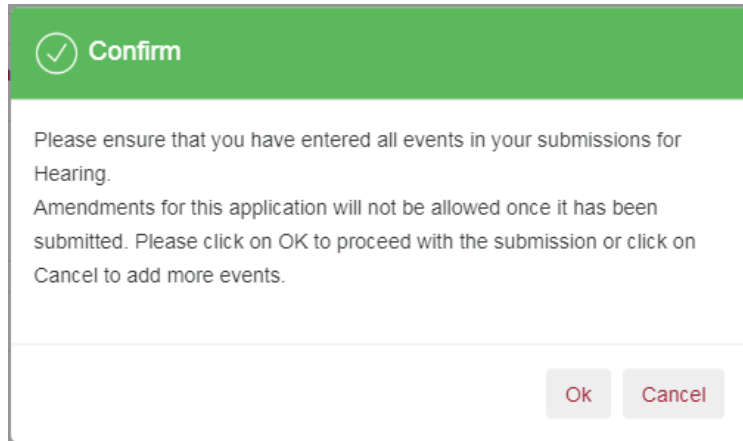 Confirm
Please ensure that you have entered all events in your submissions for
Hearing.
Amendments for this application will not be allowed once it has been
submitted. Please click on OK to proceed with the submission or click on
Cancel to add more events.
Ok Cancel